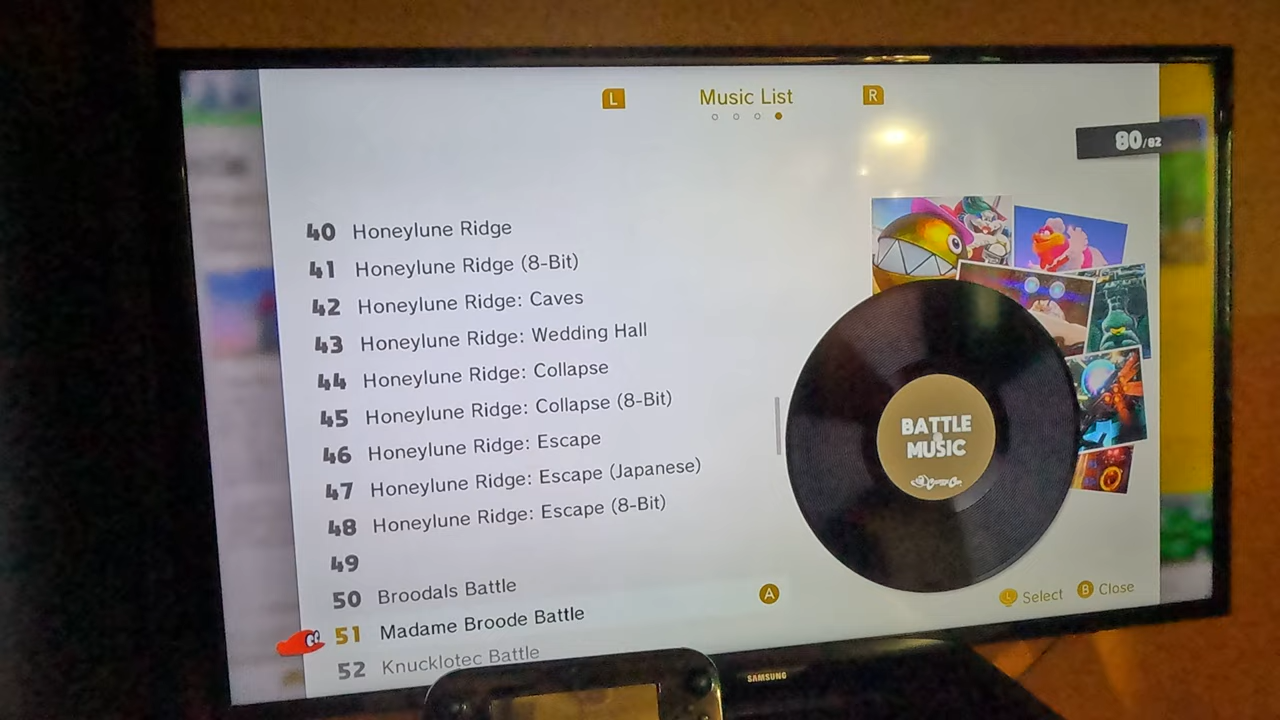 L Music List R
80/82
40 Honeylune Ridge
41 Honeylune Ridge (8-Bit)
42 Honeylune Ridge: Caves
43 Honeylune Ridge: Wedding Hall
44 Honeylune Ridge: Collapse
45 Honeylune Ridge: Collapse (8-Bit)
46 Honeylune Ridge: Escape
47 Honeylune Ridge: Escape (Japanese)
48 Honeylune Ridge: Escape (8-Bit)
49
50 Broodals Battle
51 Madame Broode Battle A
52 Knucklotec Battle
BATTLE
MUSIC
L Select B Close
SAMSUNG